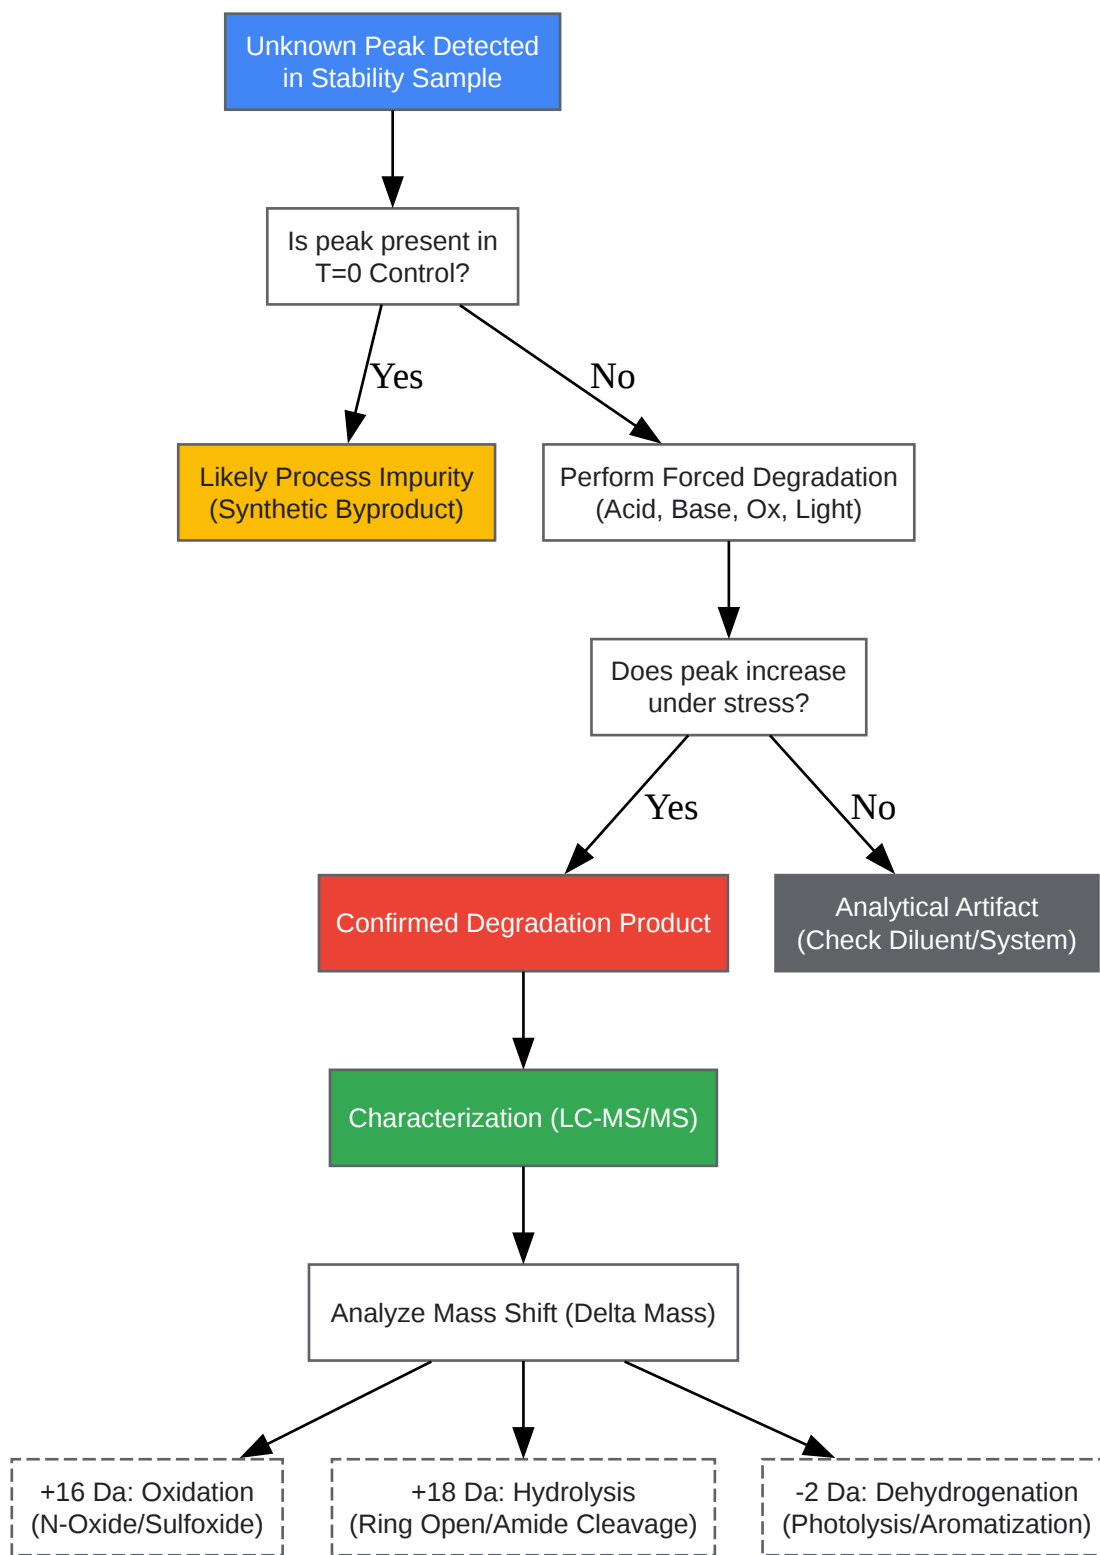 Unknown Peak Detected
in Stability Sample
Is peak present in
T=0 Control?
Yes
No
Likely Process Impurity
(Synthetic Byproduct)
Perform Forced Degradation
(Acid, Base, Ox, Light)
Does peak increase
under stress?
Yes
No
Confirmed Degradation Product
Analytical Artifact
(Check Diluent/System)
Characterization (LC-MS/MS)
Analyze Mass Shift (Delta Mass)
+16 Da: Oxidation
(N-Oxide/Sulfoxide)
+18 Da: Hydrolysis
(Ring Open/Amide Cleavage)
-2 Da: Dehydrogenation
(Photolysis/Aromatization)